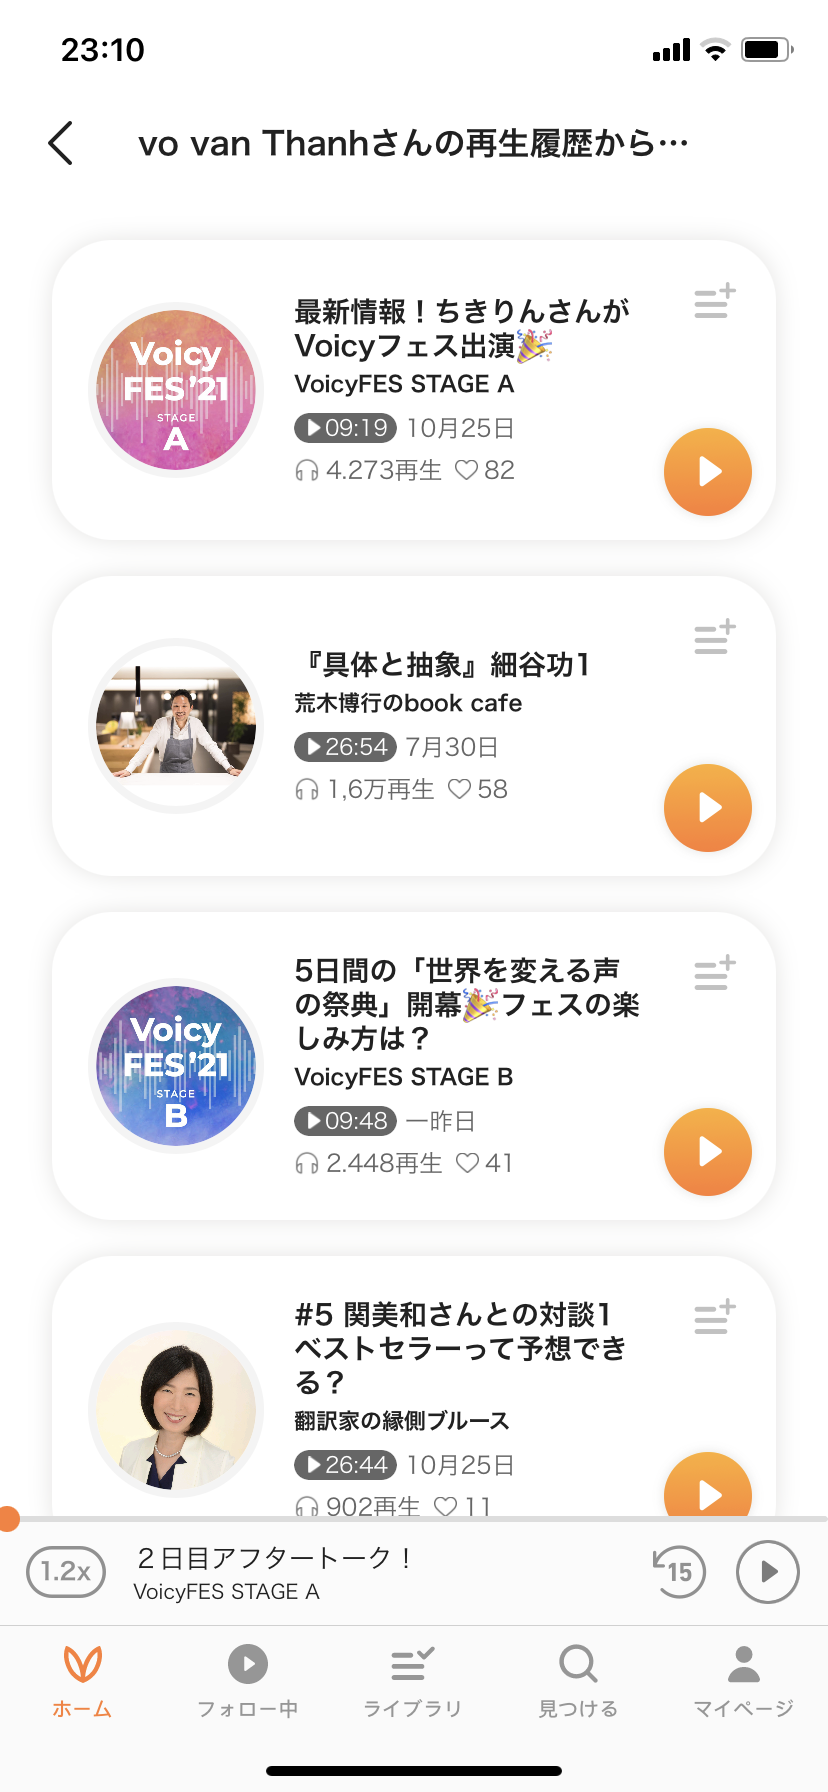 23:10
vo van Thanhさんの再生履歴から…
Voicy
FES'21
STAGE
A
最新情報！ちきりんさんが
Voicyフェス出演🎉
VoicyFES STAGE A
09:19 10月25日
4.273再生 82
『具体と抽象』細谷功1
荒木博行のbook cafe
26:54 7月30日
1,6万再生 58
Voicy
FES'21
STAGE
B
5日間の「世界を変える声
の祭典」開幕🎉フェスの楽
しみ方は？
VoicyFES STAGE B
09:48 一昨日
2.448再生 41
#5 関美和さんとの対談1
ベストセラーって予想でき
る？
翻訳家の縁側ブルース
26:44 10月25日
902再生 11
1.2x
２日目アフタートーク！
VoicyFES STAGE A
15
ホーム
フォロー中
ライブラリ
見つける
マイページ